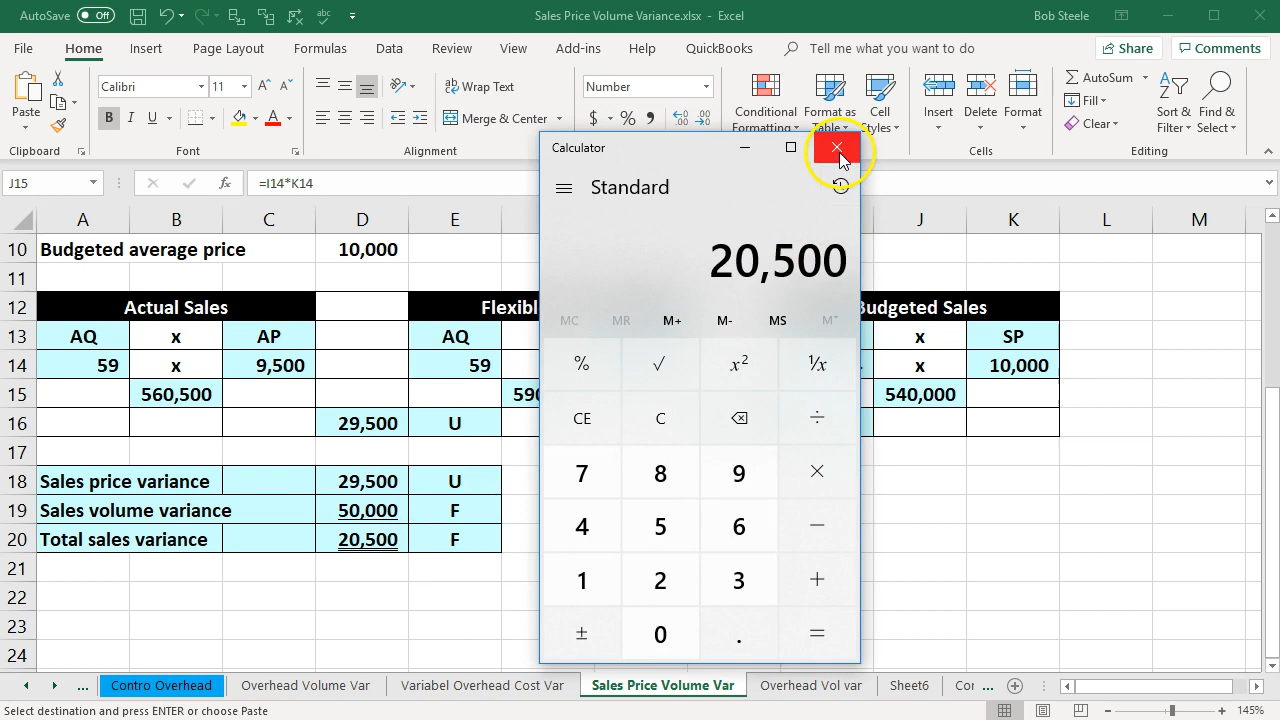 AutoSave Off Sales Price Volume Variance.xlsx - Excel Bob Steele
File Home Insert Page Layout Formulas Data Review View Add-ins Help QuickBooks Tell me what you want to do Share Comments
Paste Calibri 11 A A Wrap Text Number Conditional Formatting Format as Table Cell Styles Insert Delete Format AutoSum Fill Clear Sort & Filter Find & Select
B I U A Merge & Center $ % , .00
Clipboard Font Alignment Cells Editing
J15 fx =I14*K14
Calculator
Standard
20,500
MC MR M+ M- MS M
% √ x² ¹/x
CE C ÷
7 8 9 ×
4 5 6 −
1 2 3 +
± 0 . =
A B C D E J K L M
10 Budgeted average price 10,000
11
12 Actual Sales Flexibl Budgeted Sales
13 AQ x AP AQ x SP
14 59 x 9,500 59 x 10,000
15 560,500 590 540,000
16 29,500 U
17
18 Sales price variance 29,500 U
19 Sales volume variance 50,000 F
20 Total sales variance 20,500 F
21
22
23
24
... Contro Overhead Overhead Volume Var Variabel Overhead Cost Var Sales Price Volume Var Overhead Vol var Sheet6 Cor ...
Select destination and press ENTER or choose Paste 145%